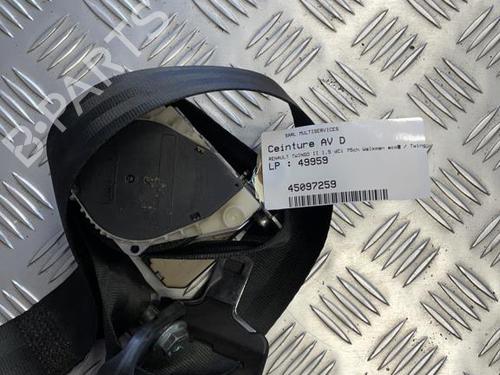 SARL MULTISERVICES
Ceinture AV D
RENAULT TWINGO II 1.5 dCi 75ch Walkman eco² / Twingo
LP : 49959
45097259
B-PARTS